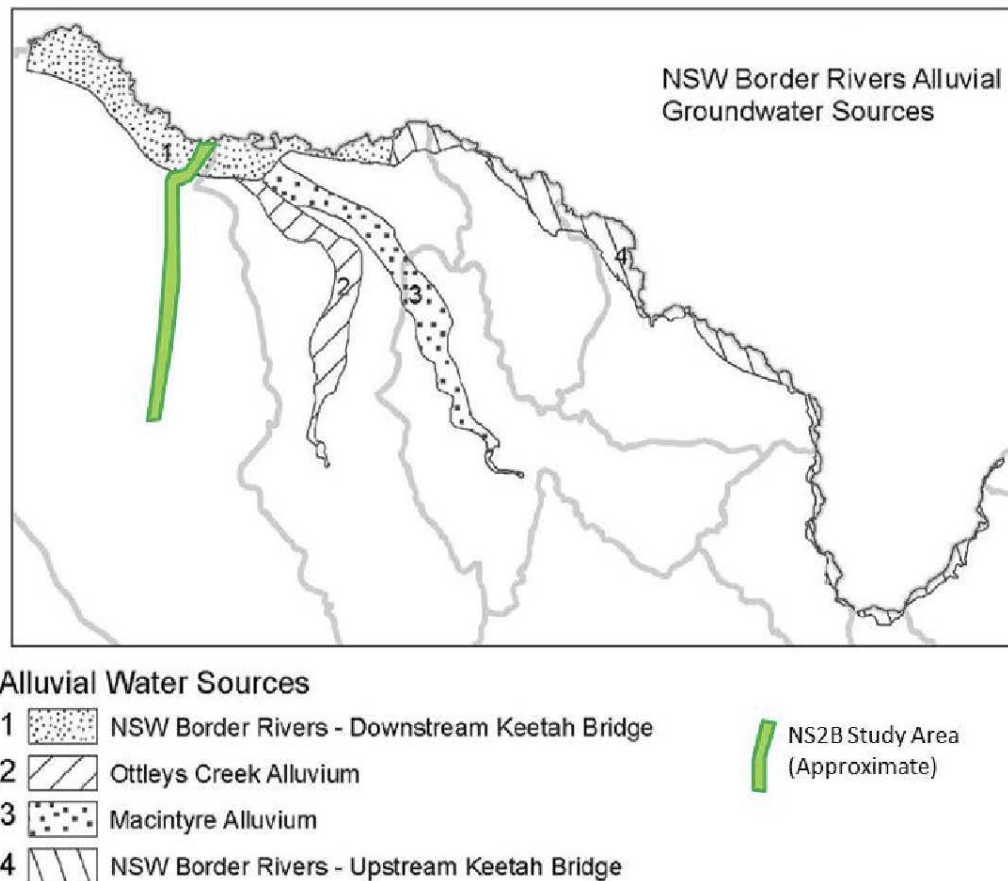 NSW Border Rivers Alluvial
Groundwater Sources
1
2
3
4
Alluvial Water Sources
1 NSW Border Rivers - Downstream Keetah Bridge
2 Ottleys Creek Alluvium
3 Macintyre Alluvium
4 NSW Border Rivers - Upstream Keetah Bridge
NS2B Study Area
(Approximate)